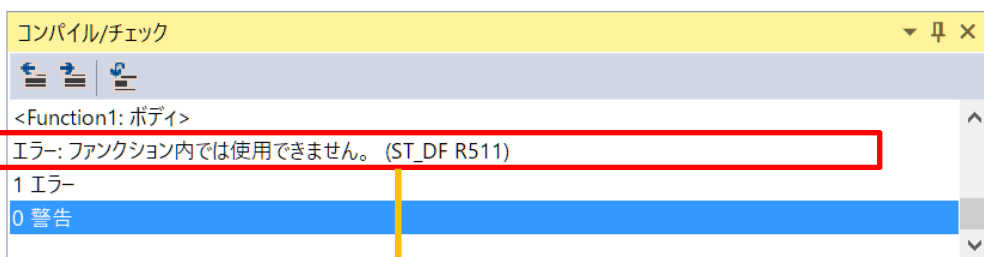 コンパイル/チェック
<Function1: ボディ>
エラー: ファンクション内では使用できません。 (ST_DF R511)
1 エラー
0 警告